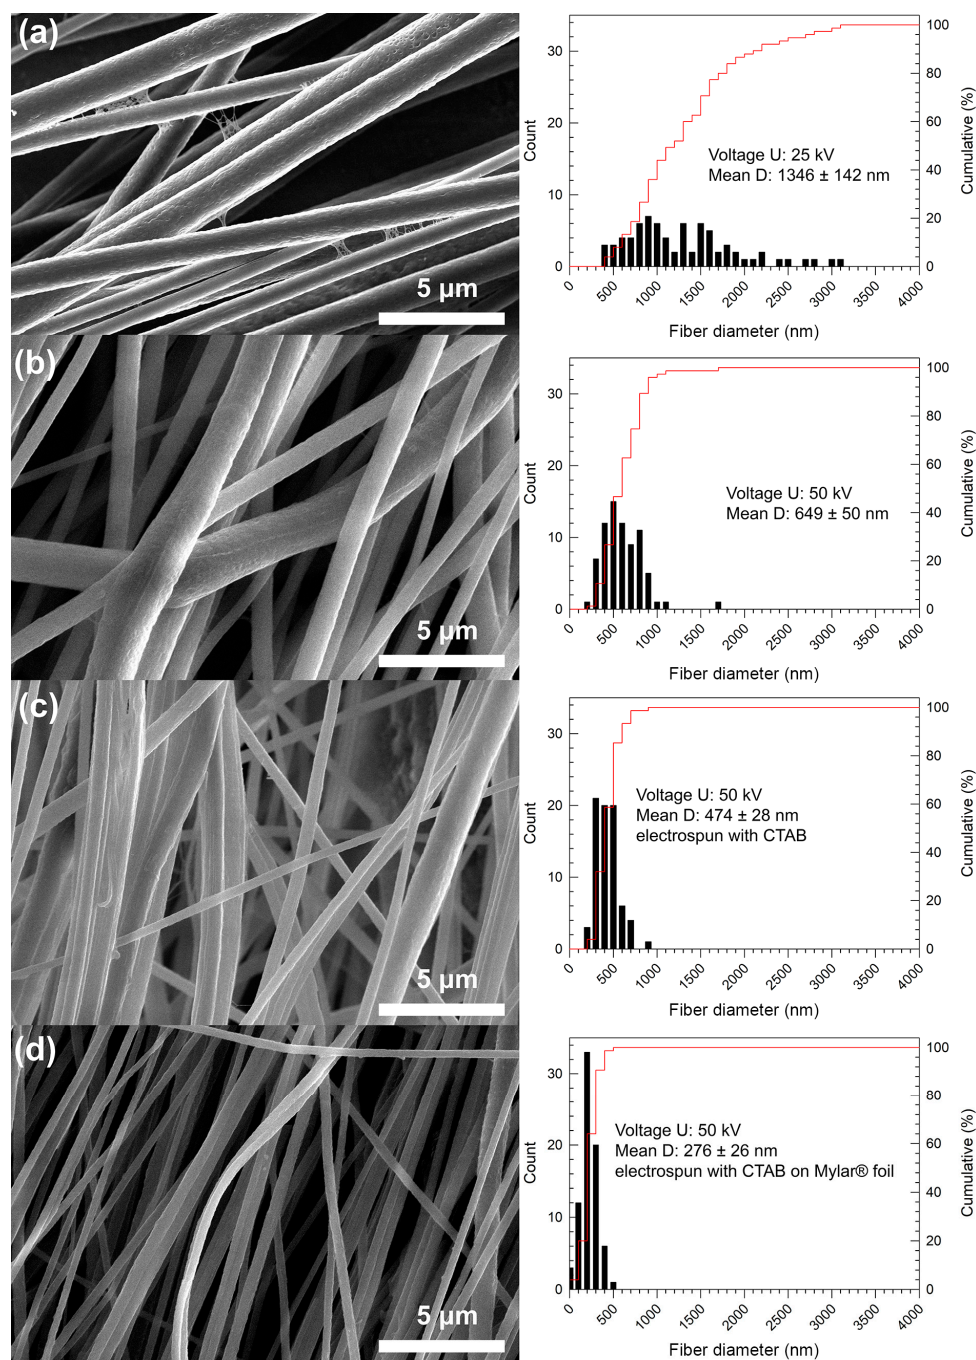 (a)
5 µm
30
20
10
0
Count
100
80
60
40
20
0
Cumulative (%)
Voltage U: 25 kV
Mean D: 1346 ± 142 nm
0 500 1000 1500 2000 2500 3000 3500 4000
Fiber diameter (nm)
(b)
5 µm
30
20
10
0
Count
100
80
60
40
20
0
Cumulative (%)
Voltage U: 50 kV
Mean D: 649 ± 50 nm
0 500 1000 1500 2000 2500 3000 3500 4000
Fiber diameter (nm)
(c)
5 µm
30
20
10
0
Count
100
80
60
40
20
0
Cumulative (%)
Voltage U: 50 kV
Mean D: 474 ± 28 nm
electrospun with CTAB
0 500 1000 1500 2000 2500 3000 3500 4000
Fiber diameter (nm)
(d)
5 µm
30
20
10
0
Count
100
80
60
40
20
0
Cumulative (%)
Voltage U: 50 kV
Mean D: 276 ± 26 nm
electrospun with CTAB on Mylar® foil
0 500 1000 1500 2000 2500 3000 3500 4000
Fiber diameter (nm)